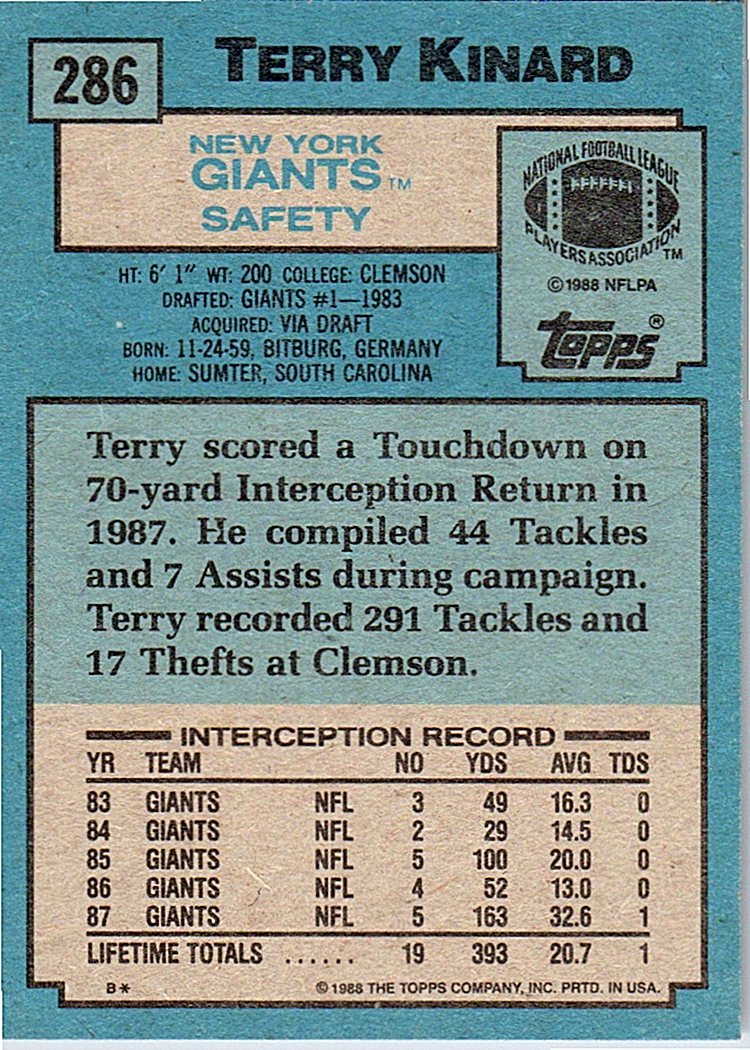 286
TERRY KINARD
NEW YORK
GIANTS™
SAFETY
NATIONAL FOOTBALL LEAGUE
PLAYERS ASSOCIATION™
©1988 NFLPA
TOPPS®
HT: 6' 1" WT: 200 COLLEGE: CLEMSON
DRAFTED: GIANTS #1—1983
ACQUIRED: VIA DRAFT
BORN: 11-24-59, BITBURG, GERMANY
HOME: SUMTER, SOUTH CAROLINA
Terry scored a Touchdown on
70-yard Interception Return in
1987. He compiled 44 Tackles
and 7 Assists during campaign.
Terry recorded 291 Tackles and
17 Thefts at Clemson.
INTERCEPTION RECORD
YR TEAM NO YDS AVG TDS
83 GIANTS NFL 3 49 16.3 0
84 GIANTS NFL 2 29 14.5 0
85 GIANTS NFL 5 100 20.0 0
86 GIANTS NFL 4 52 13.0 0
87 GIANTS NFL 5 163 32.6 1
LIFETIME TOTALS ...... 19 393 20.7 1
B* ©1988 THE TOPPS COMPANY, INC. PRTD. IN USA.